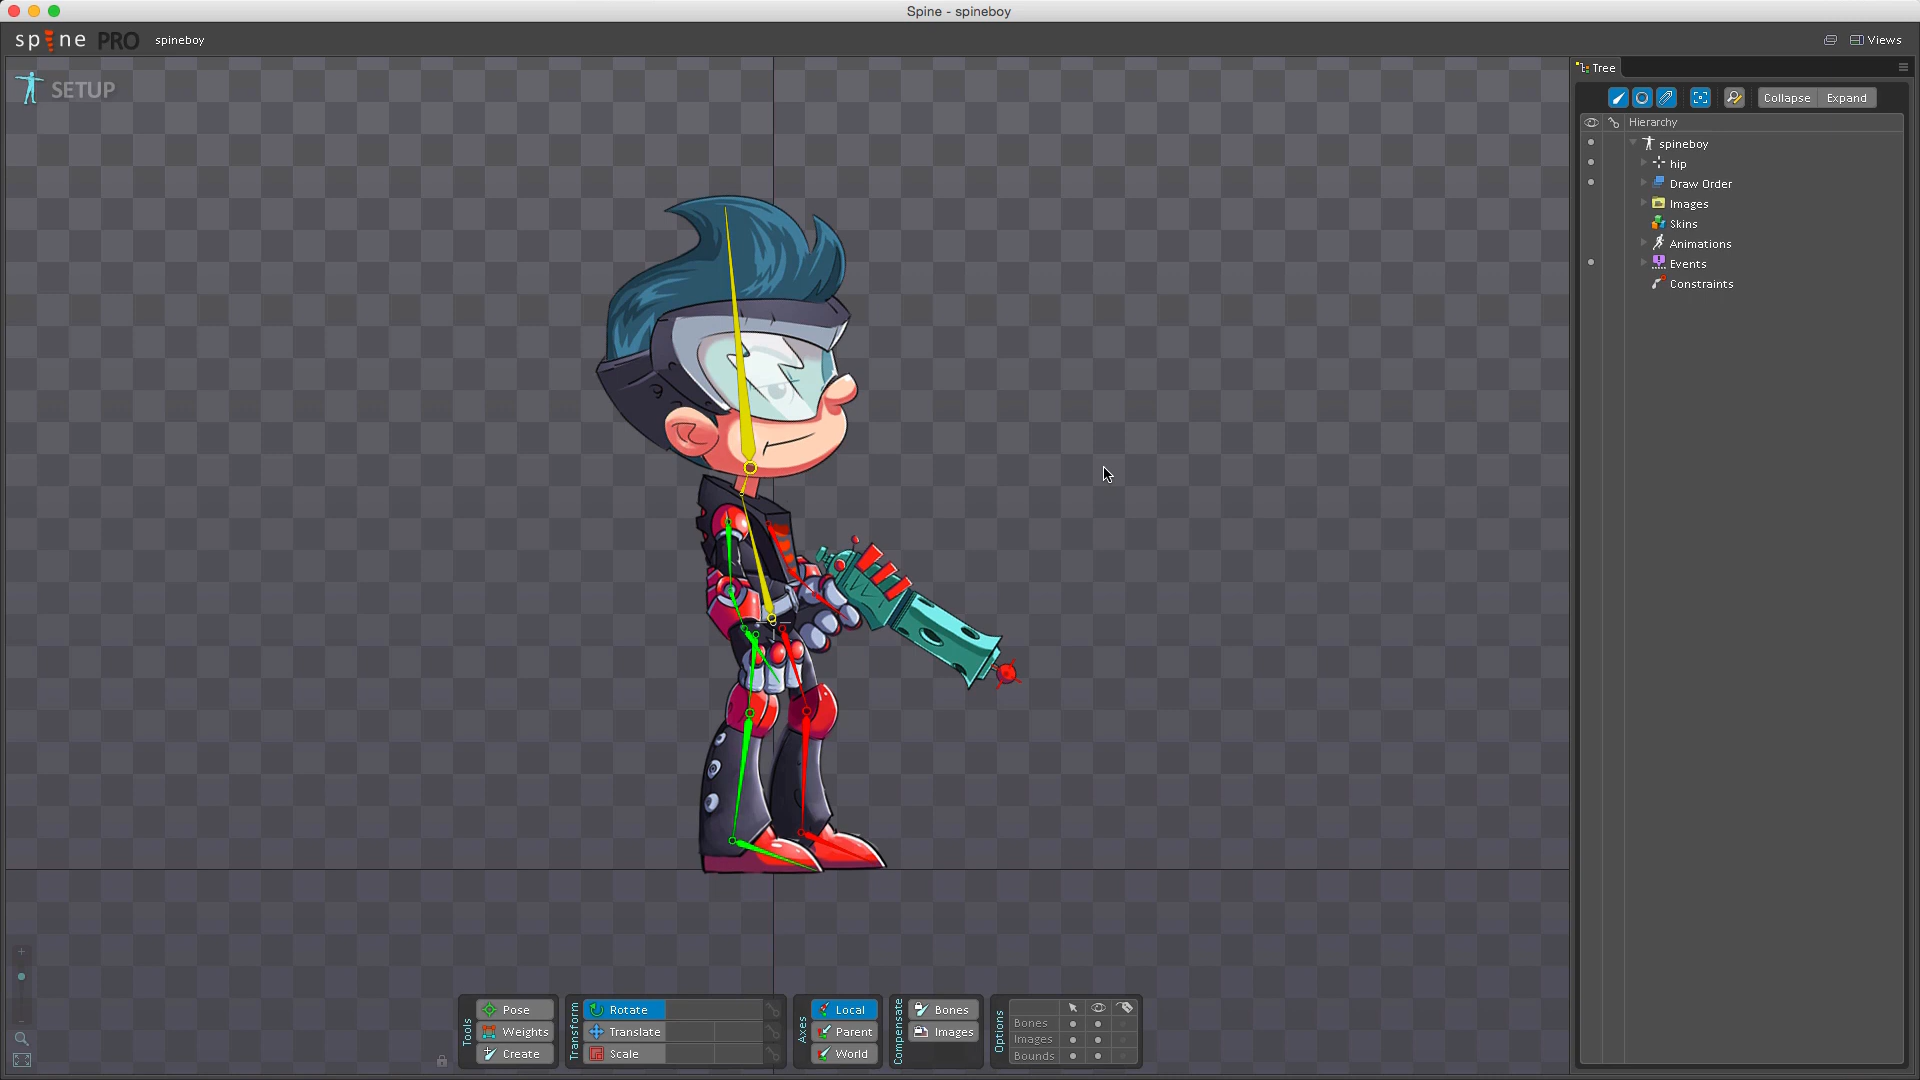 Spine - spineboy
spine PRO spineboy
Views
SETUP
Tree
Collapse Expand
Hierarchy
spineboy
hip
Draw Order
Images
Skins
Animations
Events
Constraints
Tools
Pose
Weights
Create
Transform
Rotate
Translate
Scale
Axes
Local
Parent
World
Compensate
Bones
Images
Options
Bones
Images
Bounds